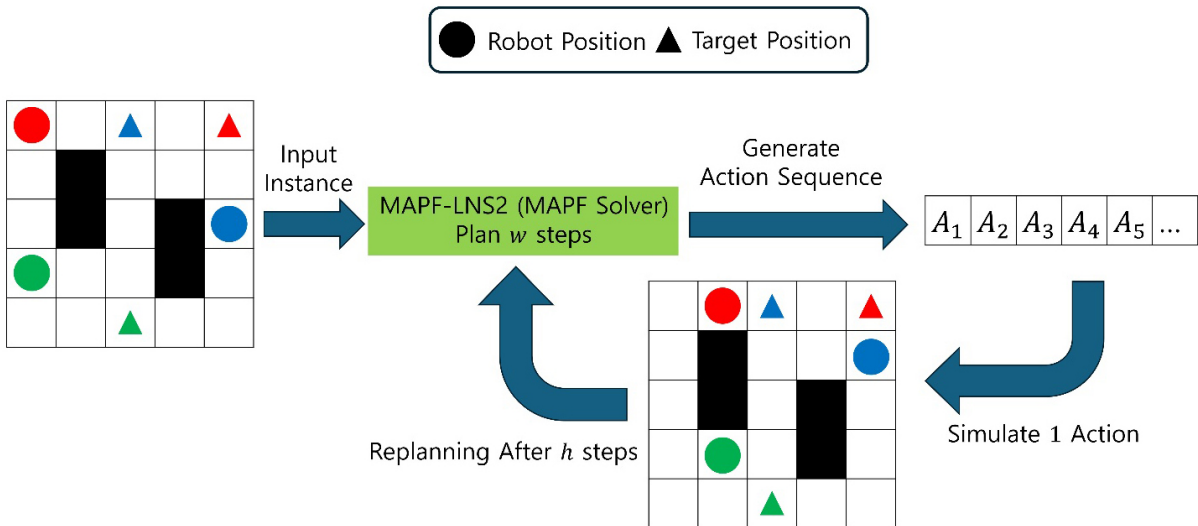 Robot Position
Target Position
Input
Instance
MAPF-LNS2 (MAPF Solver)
Plan w steps
Generate
Action Sequence
A₁ A₂ A₃ A₄ A₅ ...
Replanning After h steps
Simulate 1 Action